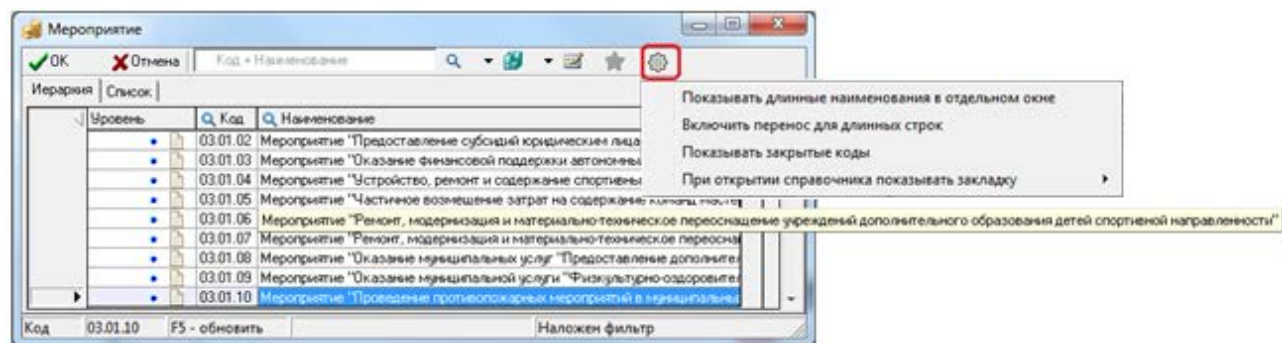 Мероприятие
OK Отмена Код + Наименование
Иерархия Список
Показывать длинные наименования в отдельном окне
Включить перенос для длинных строк
Показывать закрытые коды
При открытии справочника показывать закладку
Уровень Код Наименование
03.01.02 Мероприятие "Предоставление субсидий юридическим лица
03.01.03 Мероприятие "Оказание финансовой поддержки автономны
03.01.04 Мероприятие "Устройство, ремонт и содержание спортивны
03.01.05 Мероприятие "Частичное возмещение затрат на содержание команд масте
03.01.06 Мероприятие "Ремонт, модернизация и материально-техническое переоснащение учреждений дополнительного образования детей спортивной направленности"
03.01.07 Мероприятие "Ремонт, модернизация и материально-техническое переосна
03.01.08 Мероприятие "Оказание муниципальных услуг "Предоставление дополните
03.01.09 Мероприятие "Оказание муниципальной услуги "Физкультурно-оздоровите
03.01.10 Мероприятие "Проведение противопожарных мероприятий в муниципальны
Код 03.01.10 F5 - обновить Наложен фильтр